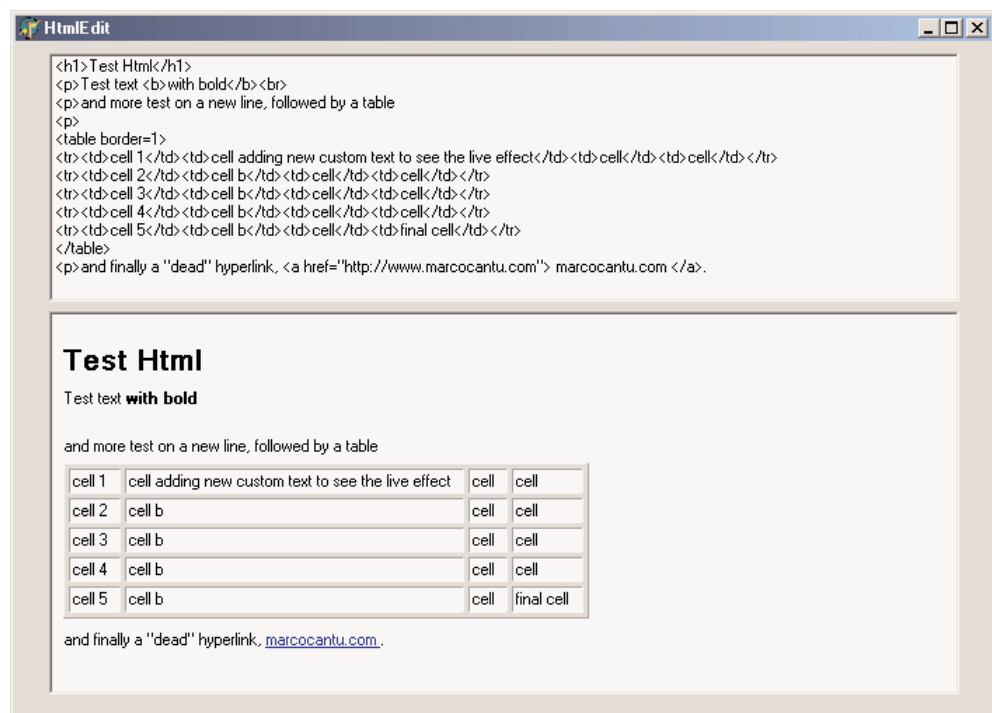 HtmlEdit
<h1>Test Html</h1>
<p>Test text <b>with bold</b><br>
<p>and more test on a new line, followed by a table
<p>
<table border=1>
<tr><td>cell 1</td><td>cell adding new custom text to see the live effect</td><td>cell</td><td>cell</td></tr>
<tr><td>cell 2</td><td>cell b</td><td>cell</td><td>cell</td></tr>
<tr><td>cell 3</td><td>cell b</td><td>cell</td><td>cell</td></tr>
<tr><td>cell 4</td><td>cell b</td><td>cell</td><td>cell</td></tr>
<tr><td>cell 5</td><td>cell b</td><td>cell</td><td>final cell</td></tr>
</table>
<p>and finally a "dead" hyperlink, <a href="http://www.marcocantu.com"> marcocantu.com </a>.
Test Html
Test text with bold
and more test on a new line, followed by a table
cell 1 cell adding new custom text to see the live effect cell cell
cell 2 cell b cell cell
cell 3 cell b cell cell
cell 4 cell b cell cell
cell 5 cell b cell final cell
and finally a "dead" hyperlink, marcocantu.com .